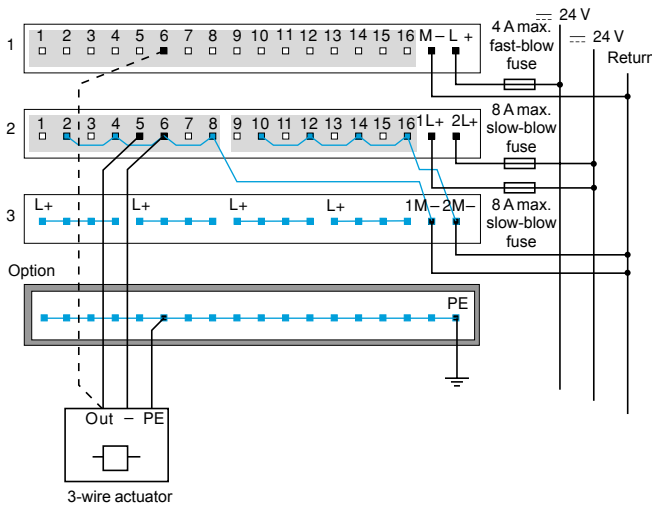 24 V
24 V
Return
1 1 2 3 4 5 6 7 8 9 10 11 12 13 14 15 16 M– L +
4 A max.
fast-blow
fuse
2 1 2 3 4 5 6 7 8 9 10 11 12 13 14 15 16 1L+ 2L+
8 A max.
slow-blow
fuse
3 L+ L+ L+ L+ 1M– 2M–
8 A max.
slow-blow
fuse
Option
PE
Out – PE
3-wire actuator